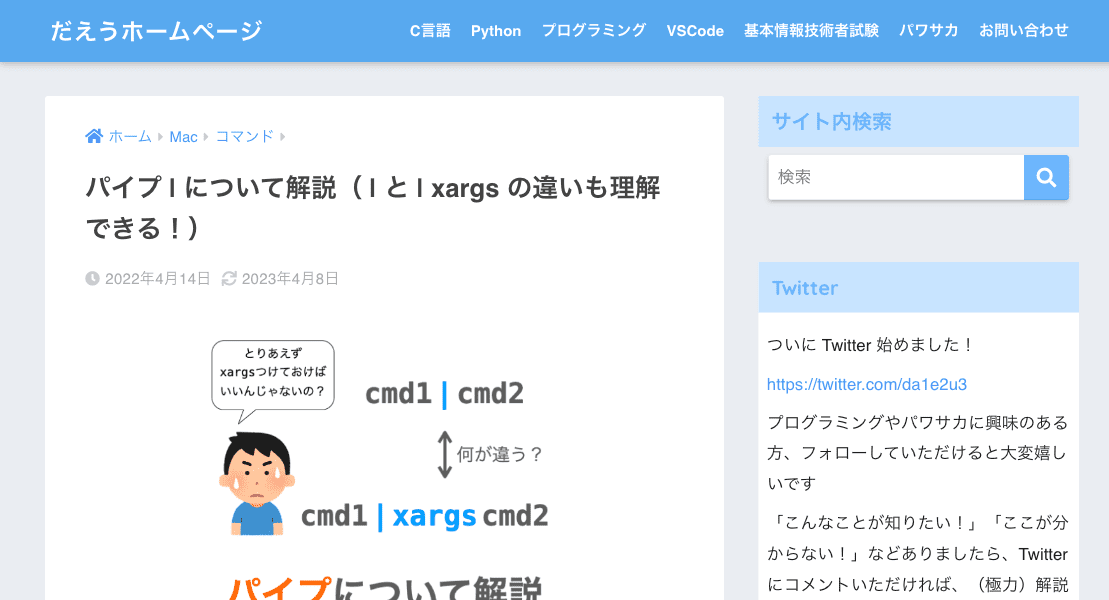 だえうホームページ
C言語 Python プログラミング VSCode 基本情報技術者試験 パワサカ お問い合わせ
ホーム Mac コマンド
パイプ | について解説（ | と | xargs の違いも理解
できる！）
2022年4月14日 2023年4月8日
とりあえず
xargsつけておけば
いいんじゃないの？
cmd1 | cmd2
何が違う？
cmd1 | xargs cmd2
パイプについて解説
サイト内検索
検索
Twitter
ついに Twitter 始めました！
https://twitter.com/da1e2u3
プログラミングやパワサカに興味のある
方、フォローしていただけると大変嬉し
いです
「こんなことが知りたい！」「ここが分
からない！」などありましたら、Twitter
にコメントいただければ、（極力）解説